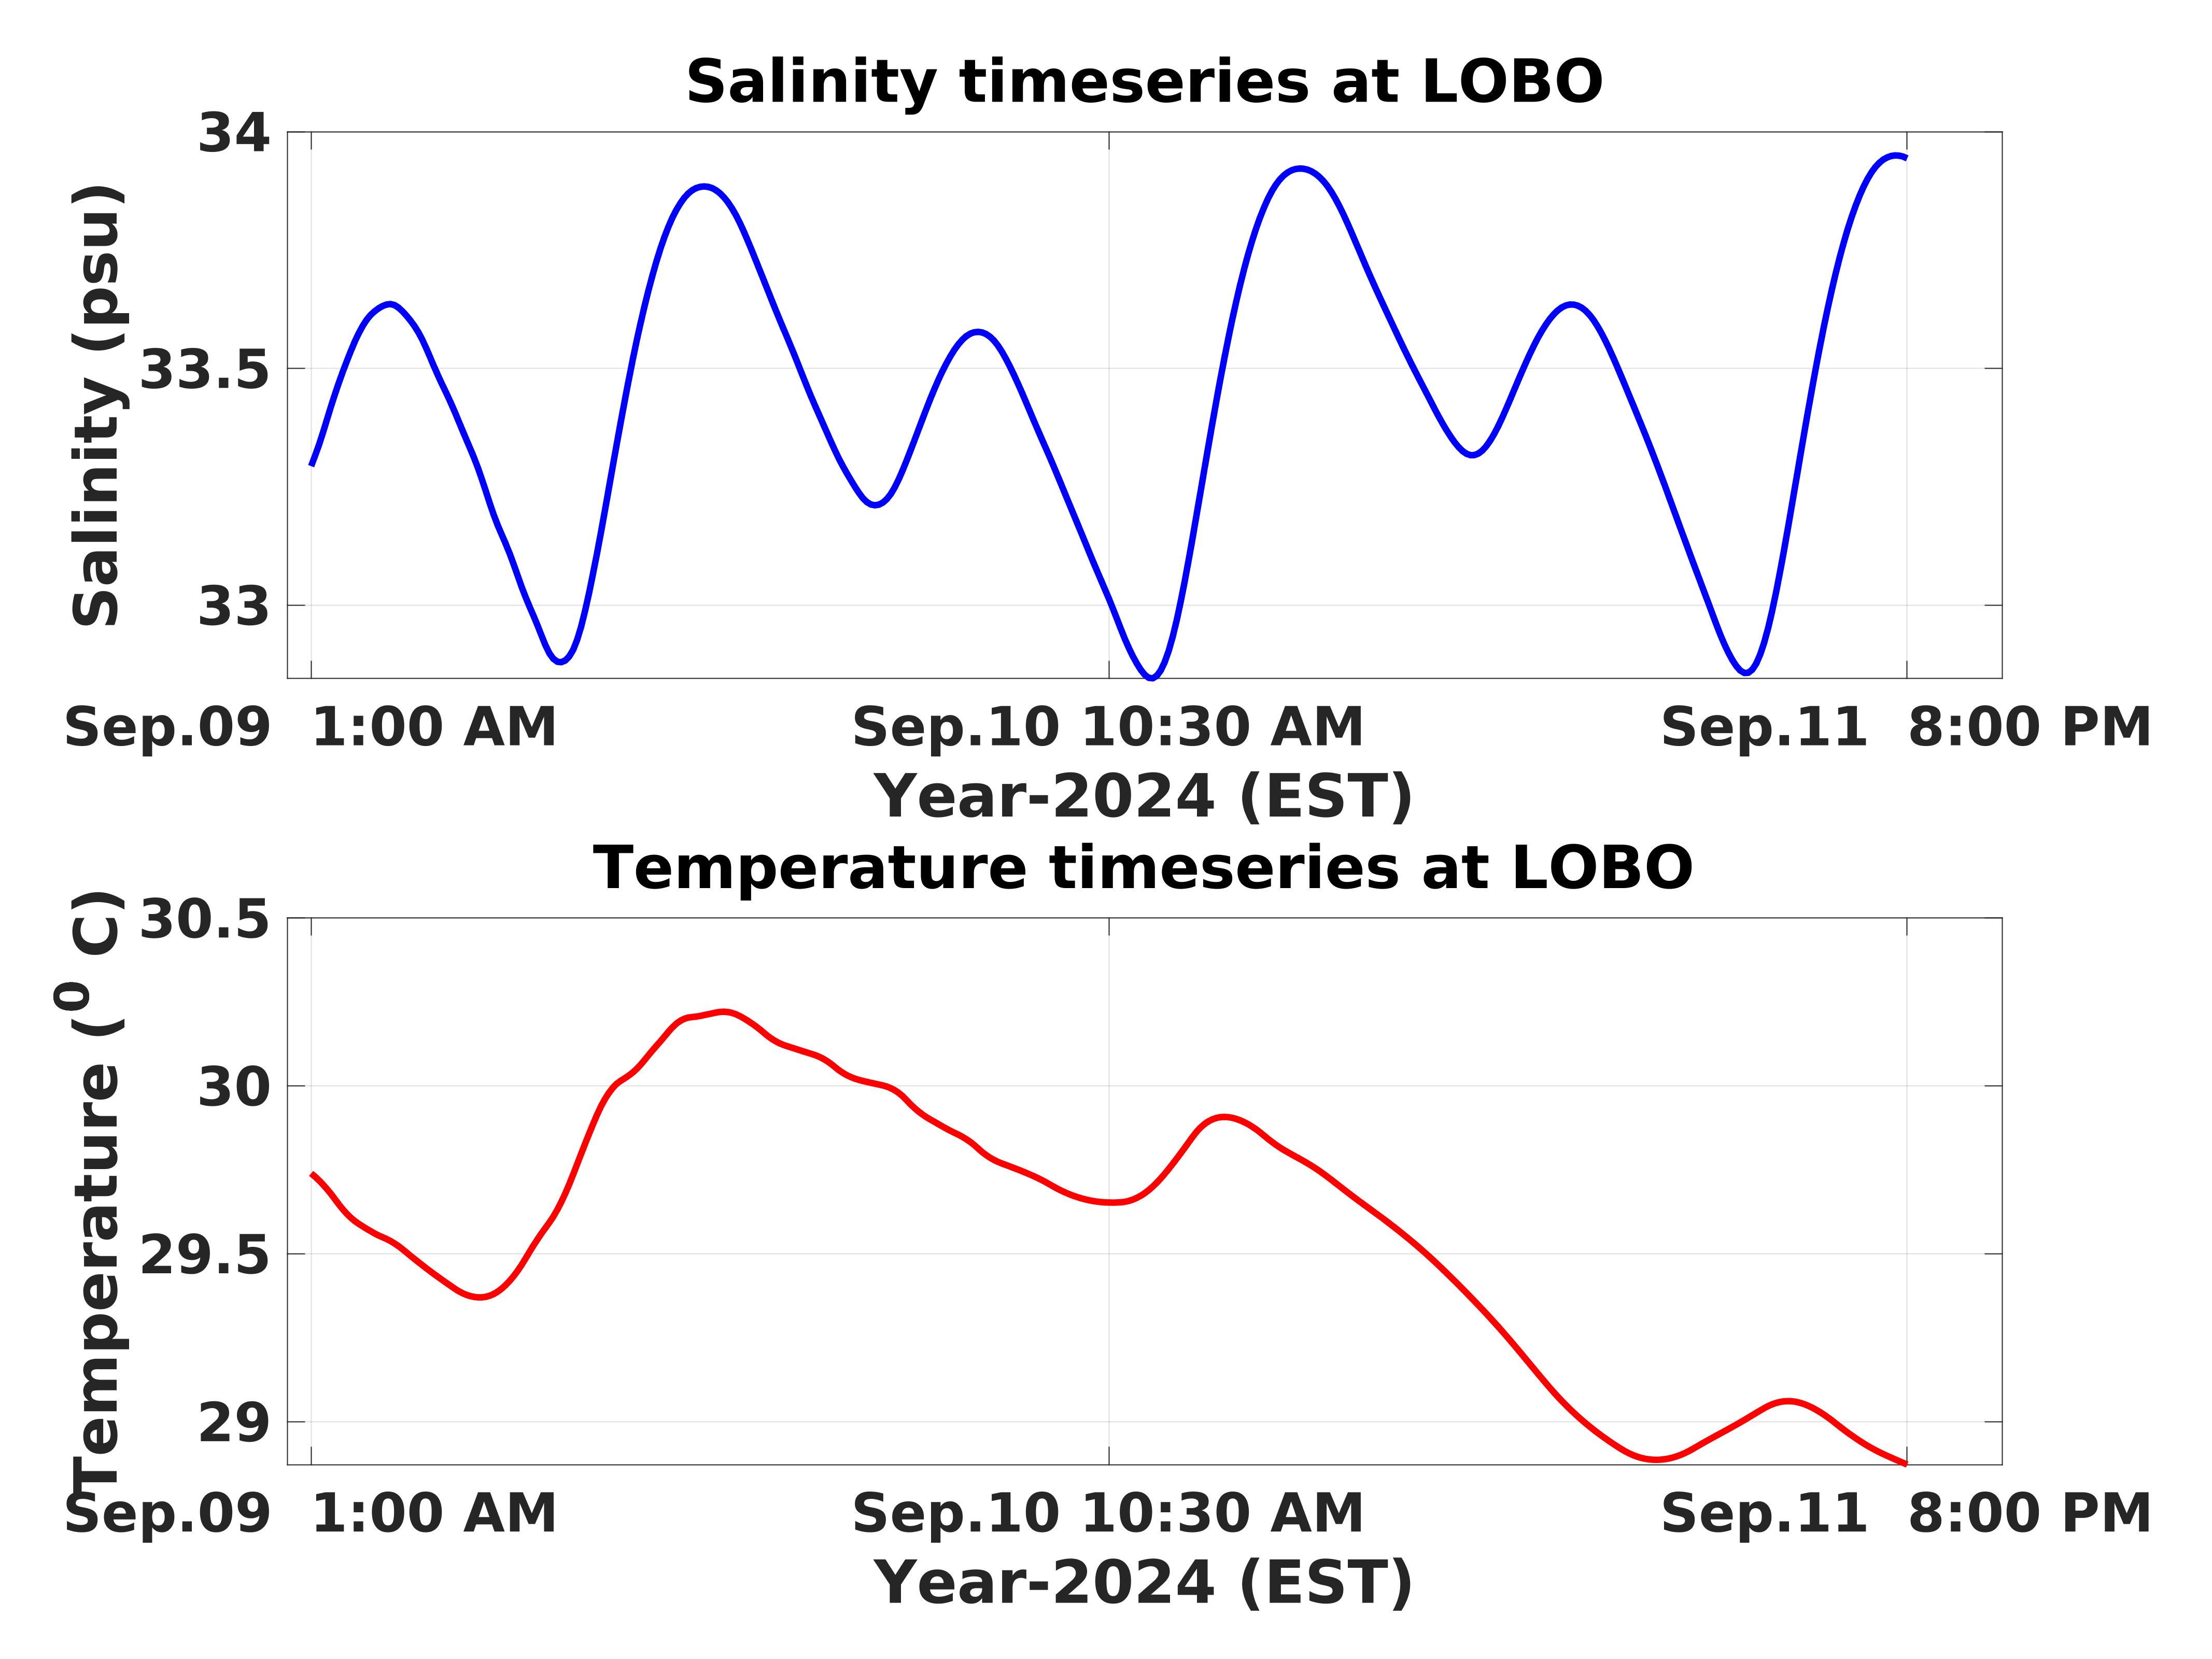 Salinity timeseries at LOBO
Salinity (psu)
34
33.5
33
Sep.09  1:00 AM
Sep.10 10:30 AM
Sep.11  8:00 PM
Year-2024 (EST)
Temperature timeseries at LOBO
Temperature (⁰ C)
30.5
30
29.5
29
Sep.09  1:00 AM
Sep.10 10:30 AM
Sep.11  8:00 PM
Year-2024 (EST)